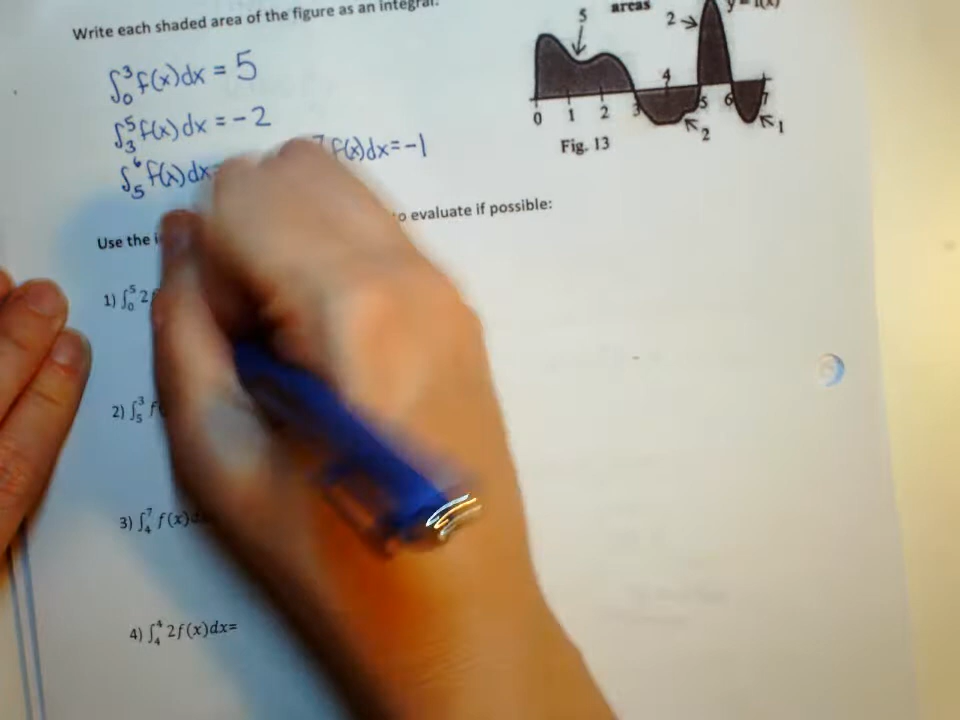 Write each shaded area of the figure as an integral.
∫₀³ f(x)dx = 5
∫₃⁵ f(x)dx = -2
∫₅⁶ f(x)dx=
⁷ f(x)dx=-1
areas
y = f(x)
5
2
4
0 1 2 3 5 6 7
2
1
Fig. 13
Use the
to evaluate if possible:
1) ∫₀⁵ 2
2) ∫₅³ f
3) ∫₄⁷ f(x)d
4) ∫₄⁴ 2f(x)dx=